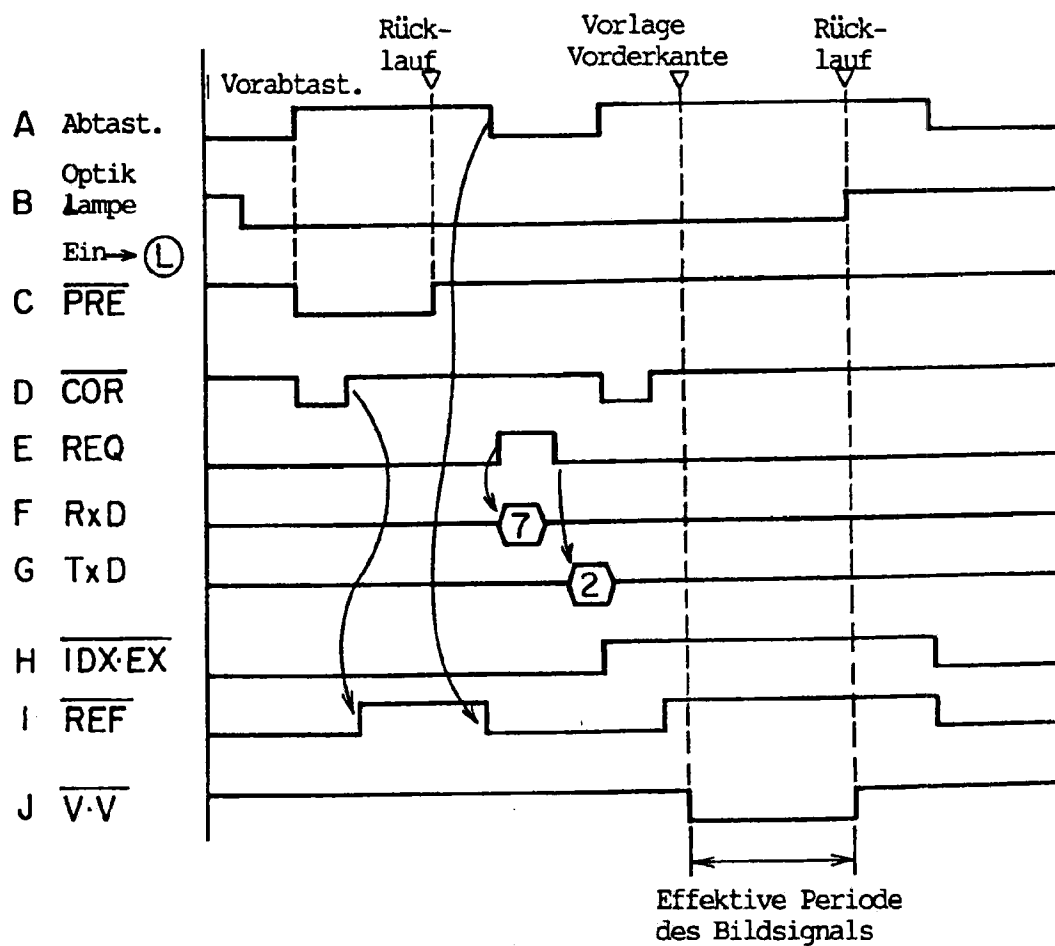 Rück-
lauf
Vorlage
Vorderkante
Rück-
lauf
Vorabtast.
A Abtast.
B Optik
Lampe
Ein→ L
C PRE
D COR
E REQ
F RxD
7
G TxD
2
H IDX·EX
I REF
J V·V
Effektive Periode
des Bildsignals